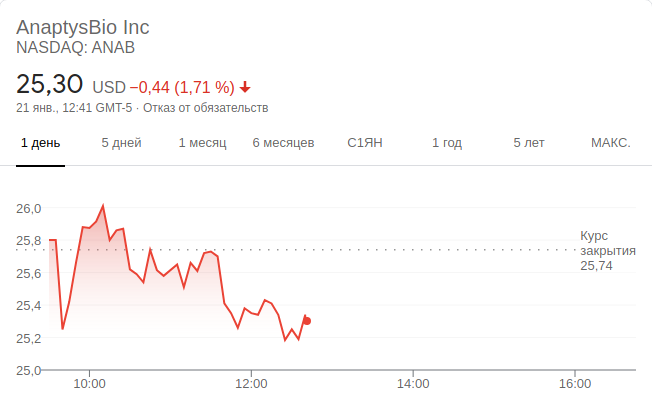 AnaptysBio Inc
NASDAQ: ANAB
25,30 USD −0,44 (1,71 %)
21 янв., 12:41 GMT-5 · Отказ от обязательств
1 день 5 дней 1 месяц 6 месяцев С1ЯН 1 год 5 лет МАКС.
26,0
25,8
25,6
25,4
25,2
25,0
Курс
закрытия
25,74
10:00 12:00 14:00 16:00